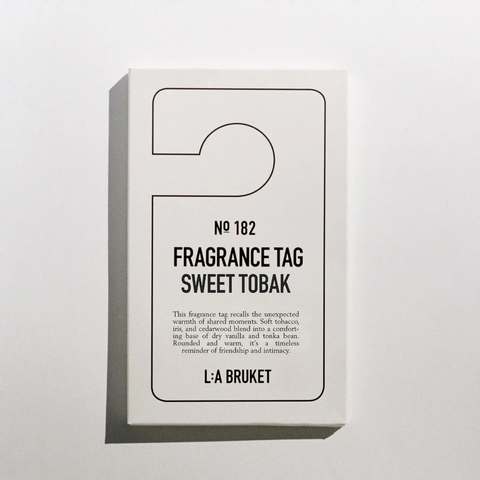 Nº 182
FRAGRANCE TAG
SWEET TOBAK
This fragrance tag recalls the unexpected
warmth of shared moments. Soft tobacco,
iris, and cedarwood blend into a comfort-
ing base of dry vanilla and tonka bean.
Rounded and warm, it's a timeless
reminder of friendship and intimacy.
L:A BRUKET